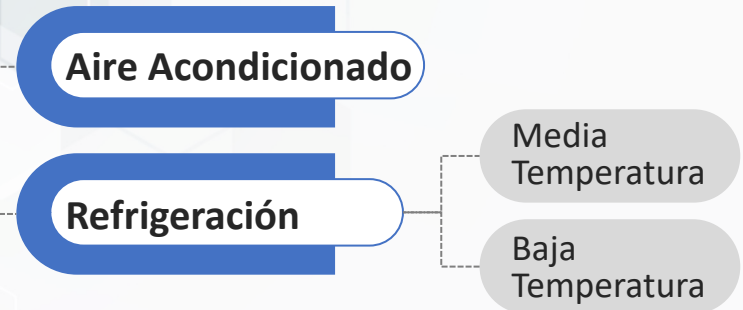 Aire Acondicionado
Refrigeración
Media
Temperatura
Baja
Temperatura